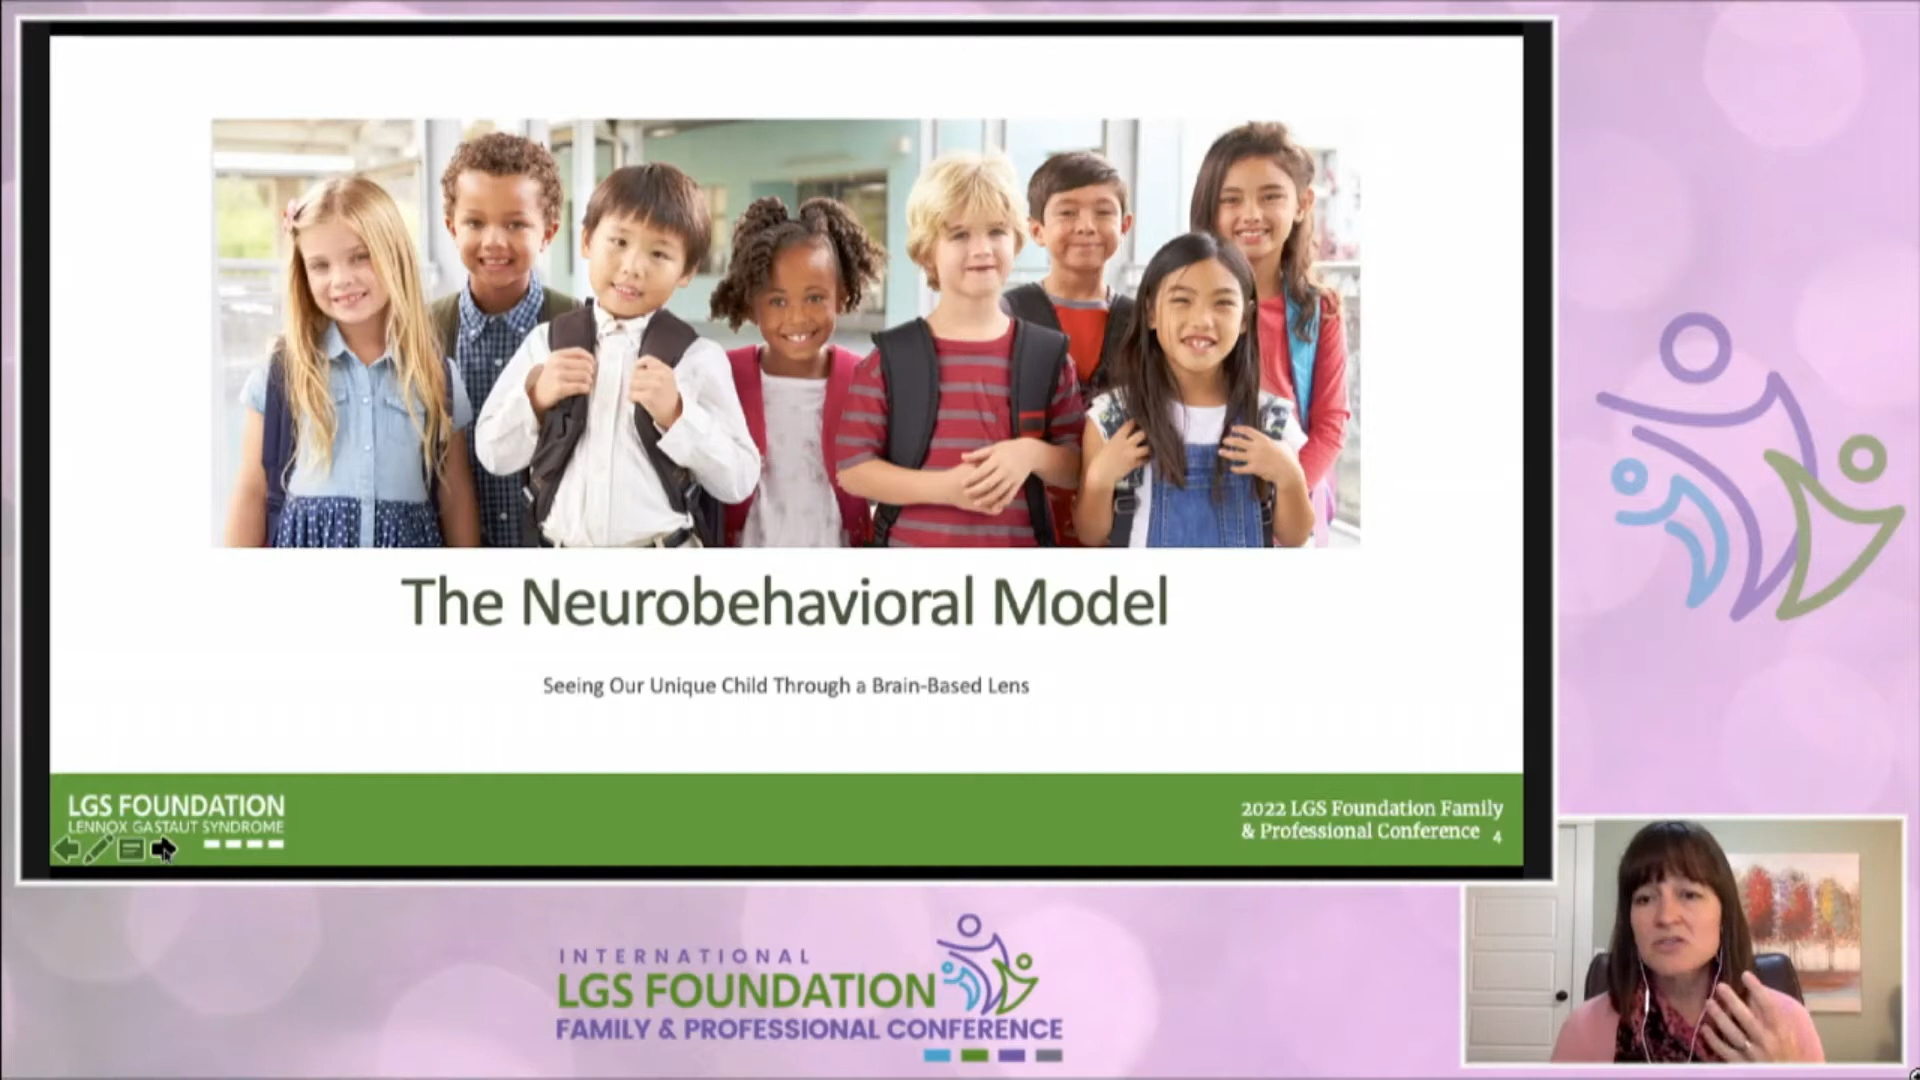 The Neurobehavioral Model
Seeing Our Unique Child Through a Brain-Based Lens
LGS FOUNDATION
LENNOX GASTAUT SYNDROME
2022 LGS Foundation Family
& Professional Conference 4
INTERNATIONAL
LGS FOUNDATION
FAMILY & PROFESSIONAL CONFERENCE